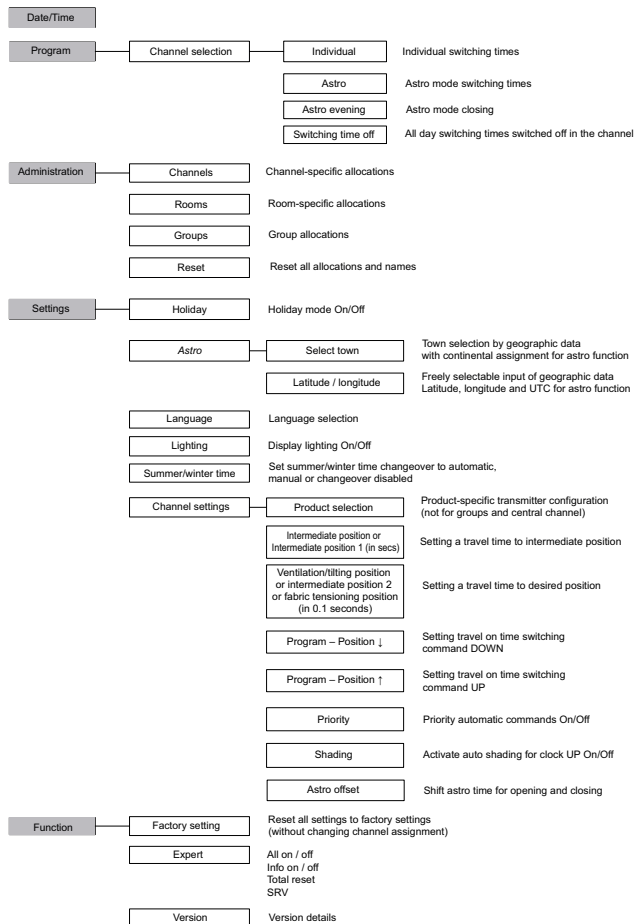 Date/Time
Program
Channel selection
Individual
Individual switching times
Astro
Astro mode switching times
Astro evening
Astro mode closing
Switching time off
All day switching times switched off in the channel
Administration
Channels
Channel-specific allocations
Rooms
Room-specific allocations
Groups
Group allocations
Reset
Reset all allocations and names
Settings
Holiday
Holiday mode On/Off
Astro
Select town
Town selection by geographic data
with continental assignment for astro function
Latitude / longitude
Freely selectable input of geographic data
Latitude, longitude and UTC for astro function
Language
Language selection
Lighting
Display lighting On/Off
Summer/winter time
Set summer/winter time changeover to automatic,
manual or changeover disabled
Channel settings
Product selection
Product-specific transmitter configuration
(not for groups and central channel)
Intermediate position or
Intermediate position 1 (in secs)
Setting a travel time to intermediate position
Ventilation/tilting position
or intermediate position 2
or fabric tensioning position
(in 0.1 seconds)
Setting a travel time to desired position
Program – Position ↓
Setting travel on time switching
command DOWN
Program – Position ↑
Setting travel on time switching
command UP
Priority
Priority automatic commands On/Off
Shading
Activate auto shading for clock UP On/Off
Astro offset
Shift astro time for opening and closing
Function
Factory setting
Reset all settings to factory settings
(without changing channel assignment)
Expert
All on / off
Info on / off
Total reset
SRV
Version
Version details